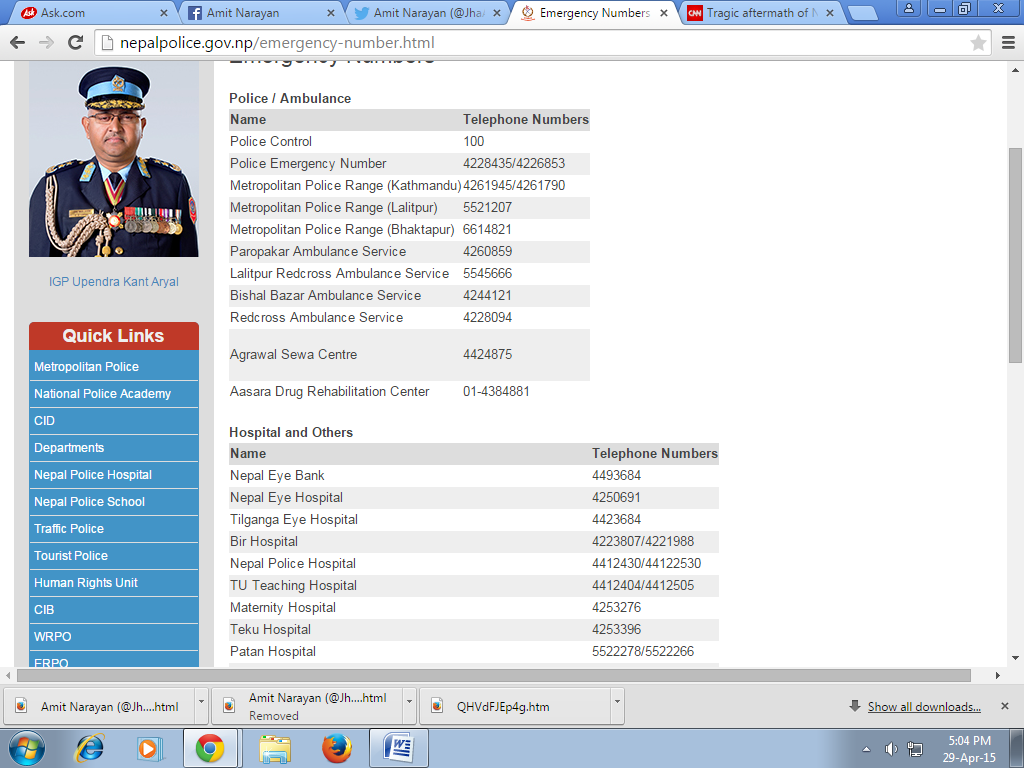 Ask.com
Amit Narayan
Amit Narayan (@JhaA
Emergency Numbers
Tragic aftermath of N
nepalpolice.gov.np/emergency-number.html
Emergency Numbers
IGP Upendra Kant Aryal
Quick Links
Metropolitan Police
National Police Academy
CID
Departments
Nepal Police Hospital
Nepal Police School
Traffic Police
Tourist Police
Human Rights Unit
CIB
WRPO
FRPO
Police / Ambulance
Name Telephone Numbers
Police Control 100
Police Emergency Number 4228435/4226853
Metropolitan Police Range (Kathmandu) 4261945/4261790
Metropolitan Police Range (Lalitpur) 5521207
Metropolitan Police Range (Bhaktapur) 6614821
Paropakar Ambulance Service 4260859
Lalitpur Redcross Ambulance Service 5545666
Bishal Bazar Ambulance Service 4244121
Redcross Ambulance Service 4228094
Agrawal Sewa Centre 4424875
Aasara Drug Rehabilitation Center 01-4384881
Hospital and Others
Name Telephone Numbers
Nepal Eye Bank 4493684
Nepal Eye Hospital 4250691
Tilganga Eye Hospital 4423684
Bir Hospital 4223807/4221988
Nepal Police Hospital 4412430/44122530
TU Teaching Hospital 4412404/4412505
Maternity Hospital 4253276
Teku Hospital 4253396
Patan Hospital 5522278/5522266
Amit Narayan (@Jh....html
Amit Narayan (@Jh....html
Removed
QHVdFJEp4g.htm
Show all downloads...
5:04 PM
29-Apr-15